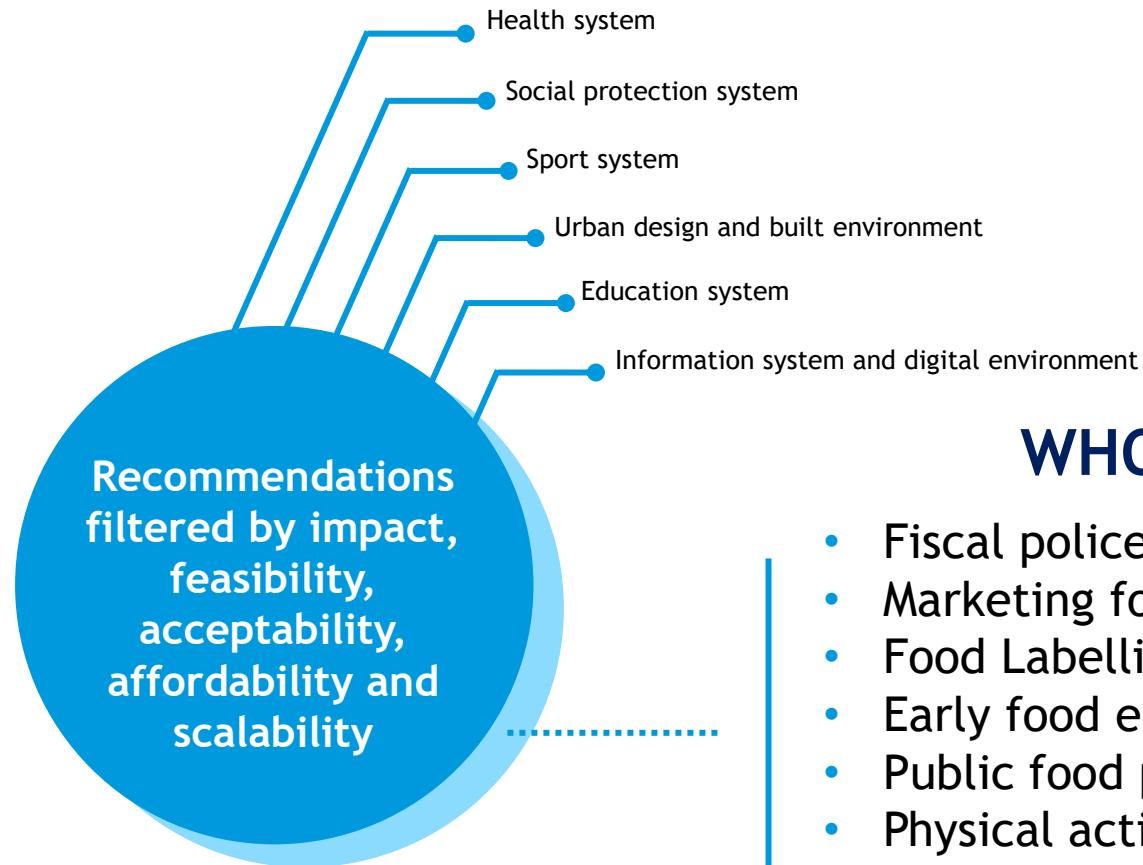 Health system
Social protection system
Sport system
Urban design and built environment
Education system
Information system and digital environment
Recommendations
filtered by impact,
feasibility,
acceptability,
affordability and
scalability
WHO
• Fiscal police
• Marketing fo
• Food Labelli
• Early food e
• Public food p
• Physical acti